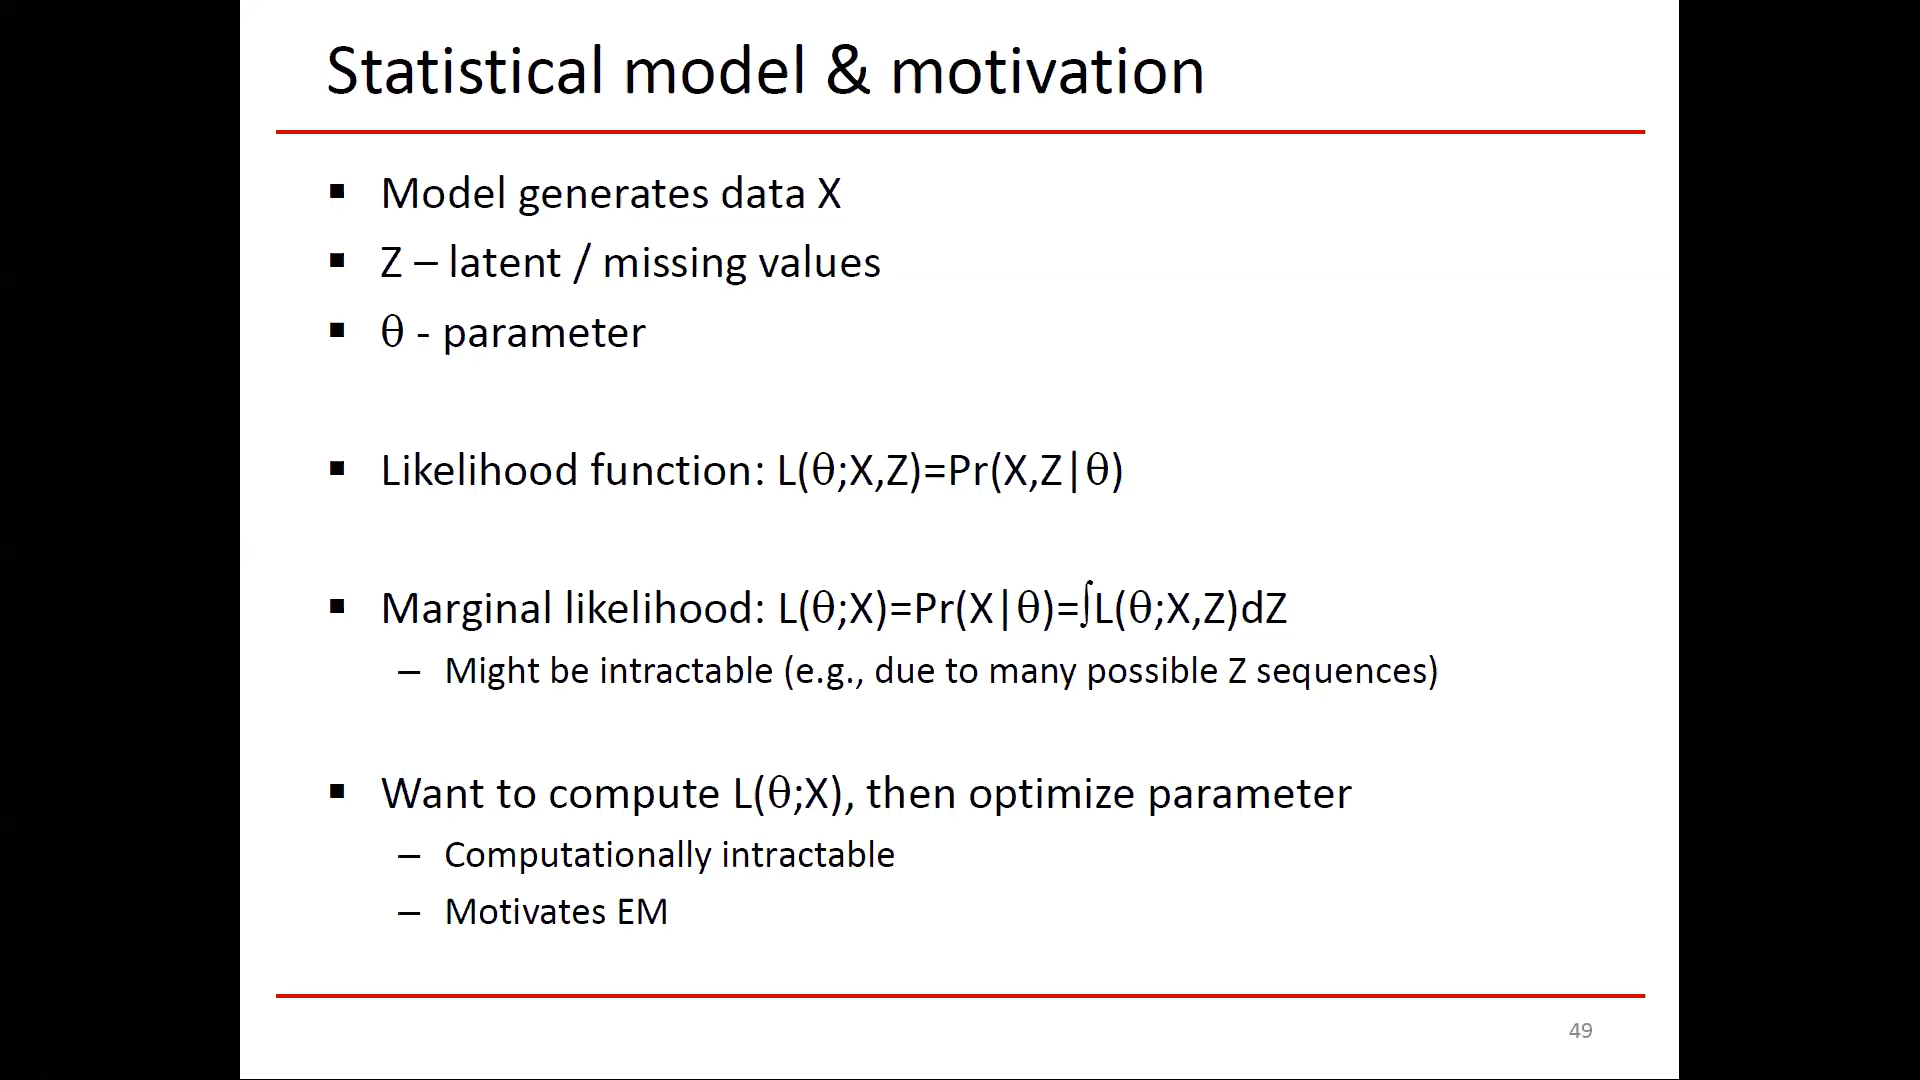 Statistical model & motivation
▪ Model generates data X
▪ Z – latent / missing values
▪ θ - parameter
▪ Likelihood function: L(θ;X,Z)=Pr(X,Z|θ)
▪ Marginal likelihood: L(θ;X)=Pr(X|θ)=∫L(θ;X,Z)dZ
– Might be intractable (e.g., due to many possible Z sequences)
▪ Want to compute L(θ;X), then optimize parameter
– Computationally intractable
– Motivates EM
49